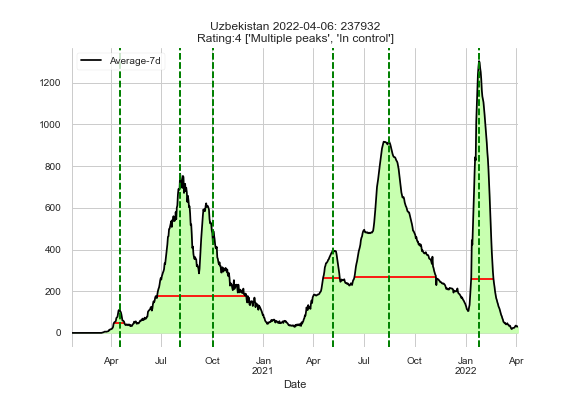 Uzbekistan 2022-04-06: 237932
Rating:4 ['Multiple peaks', 'In control']
Average-7d
1200
1000
800
600
400
200
0
Apr Jul Oct Jan Apr Jul Oct Jan Apr
2021 2022
Date